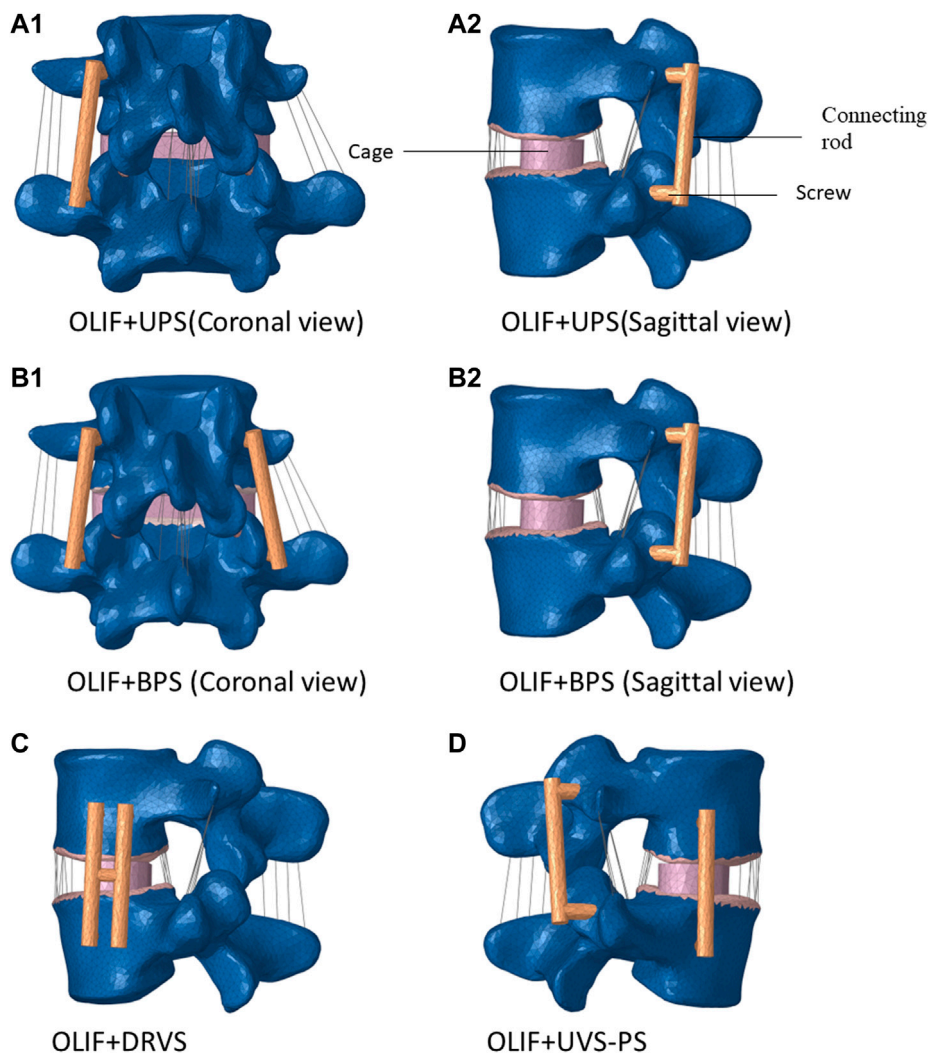 A1
A2
Cage
Connecting
rod
Screw
OLIF+UPS(Coronal view)
OLIF+UPS(Sagittal view)
B1
B2
OLIF+BPS (Coronal view)
OLIF+BPS (Sagittal view)
C
D
OLIF+DRVS
OLIF+UVS-PS